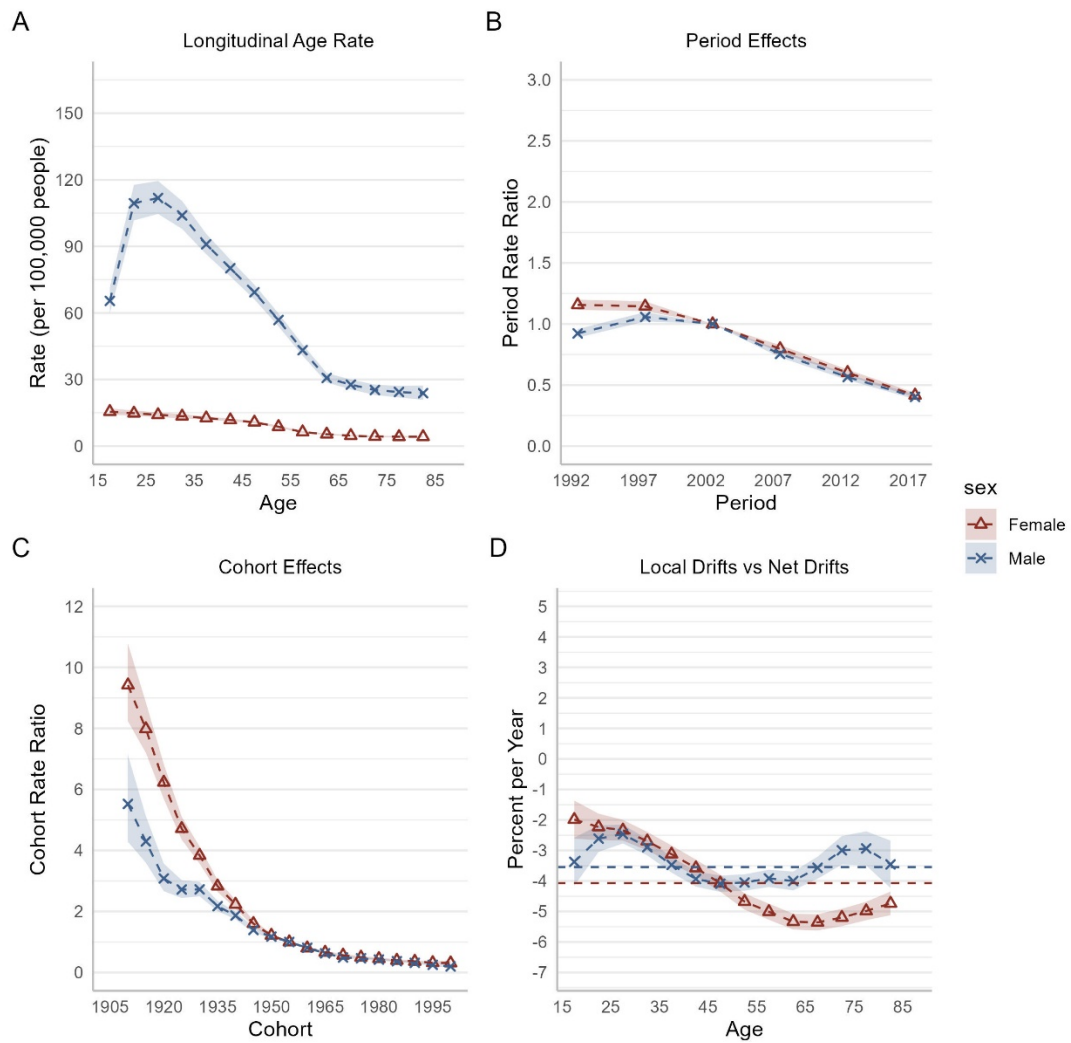 A
Longitudinal Age Rate
Rate (per 100,000 people)
150
120
90
60
30
0
15 25 35 45 55 65 75 85
Age
B
Period Effects
Period Rate Ratio
3.0
2.5
2.0
1.5
1.0
0.5
0.0
1992 1997 2002 2007 2012 2017
Period
sex
Female
Male
C
Cohort Effects
Cohort Rate Ratio
12
10
8
6
4
2
0
1905 1920 1935 1950 1965 1980 1995
Cohort
D
Local Drifts vs Net Drifts
Percent per Year
5
4
3
2
1
0
-1
-2
-3
-4
-5
-6
-7
15 25 35 45 55 65 75 85
Age